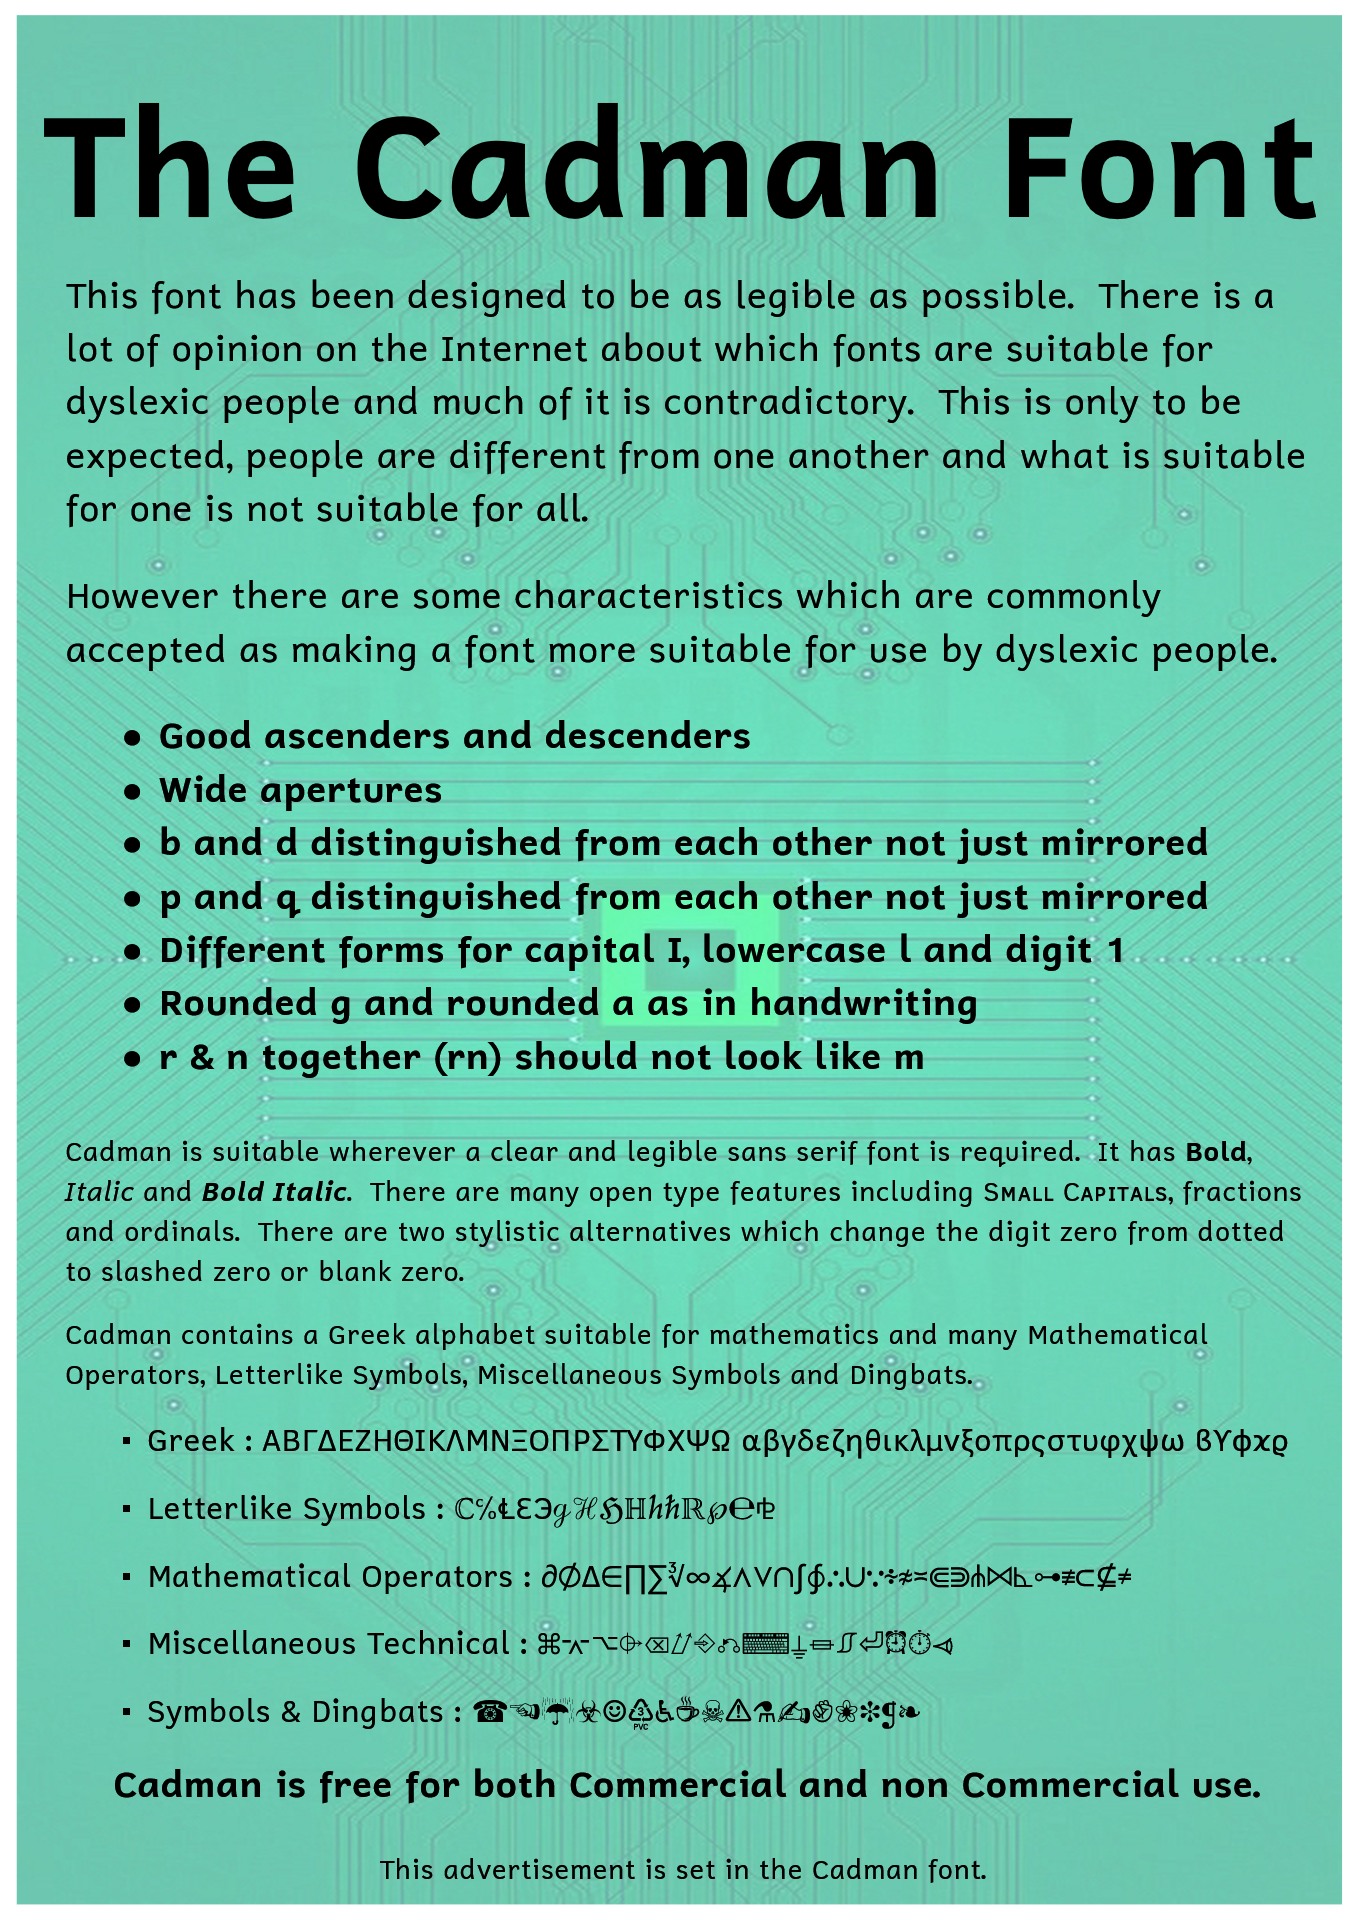 The Cadman Font
This font has been designed to be as legible as possible.  There is a
lot of opinion on the Internet about which fonts are suitable for
dyslexic people and much of it is contradictory.  This is only to be
expected, people are different from one another and what is suitable
for one is not suitable for all.
However there are some characteristics which are commonly
accepted as making a font more suitable for use by dyslexic people.
● Good ascenders and descenders
● Wide apertures
● b and d distinguished from each other not just mirrored
● p and q distinguished from each other not just mirrored
● Different forms for capital I, lowercase l and digit 1
● Rounded g and rounded a as in handwriting
● r & n together (rn) should not look like m
Cadman is suitable wherever a clear and legible sans serif font is required.  It has Bold,
Italic and Bold Italic.  There are many open type features including Small Capitals, fractions
and ordinals.  There are two stylistic alternatives which change the digit zero from dotted
to slashed zero or blank zero.
Cadman contains a Greek alphabet suitable for mathematics and many Mathematical
Operators, Letterlike Symbols, Miscellaneous Symbols and Dingbats.
▪ Greek : ΑΒΓΔΕΖΗΘΙΚΛΜΝΞΟΠΡΣΤΥΦΧΨΩ αβγδεζηθικλμνξοπρςστυφχψω ϐϒϕϰϱ
▪ Letterlike Symbols : ℂ℅ȽƐ℈ℊℋℌℍℎℏℝ℘℮⅊
▪ Mathematical Operators : ∂∅∆∈∏∑∛∞∡∧∨∩∫∮∴∪∵∻≉≍⋐⋑⋔⋈⊾⊶≢⊂⊈≠
▪ Miscellaneous Technical : ⌘⌤⌥⌽⌫⌰⎆⎌⌨⏚⏛⎎⏎⏰⏱⏿
▪ Symbols & Dingbats : ☎☜☔☣☺♵♿☕☠⚠⚗✍✊❀❇❡❧
Cadman is free for both Commercial and non Commercial use.
This advertisement is set in the Cadman font.